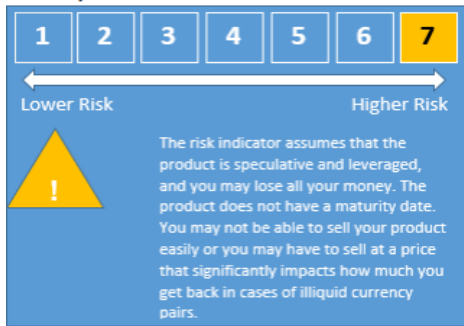 1 2 3 4 5 6 7
Lower Risk Higher Risk
!
The risk indicator assumes that the
product is speculative and leveraged,
and you may lose all your money. The
product does not have a maturity date.
You may not be able to sell your product
easily or you may have to sell at a price
that significantly impacts how much you
get back in cases of illiquid currency
pairs.